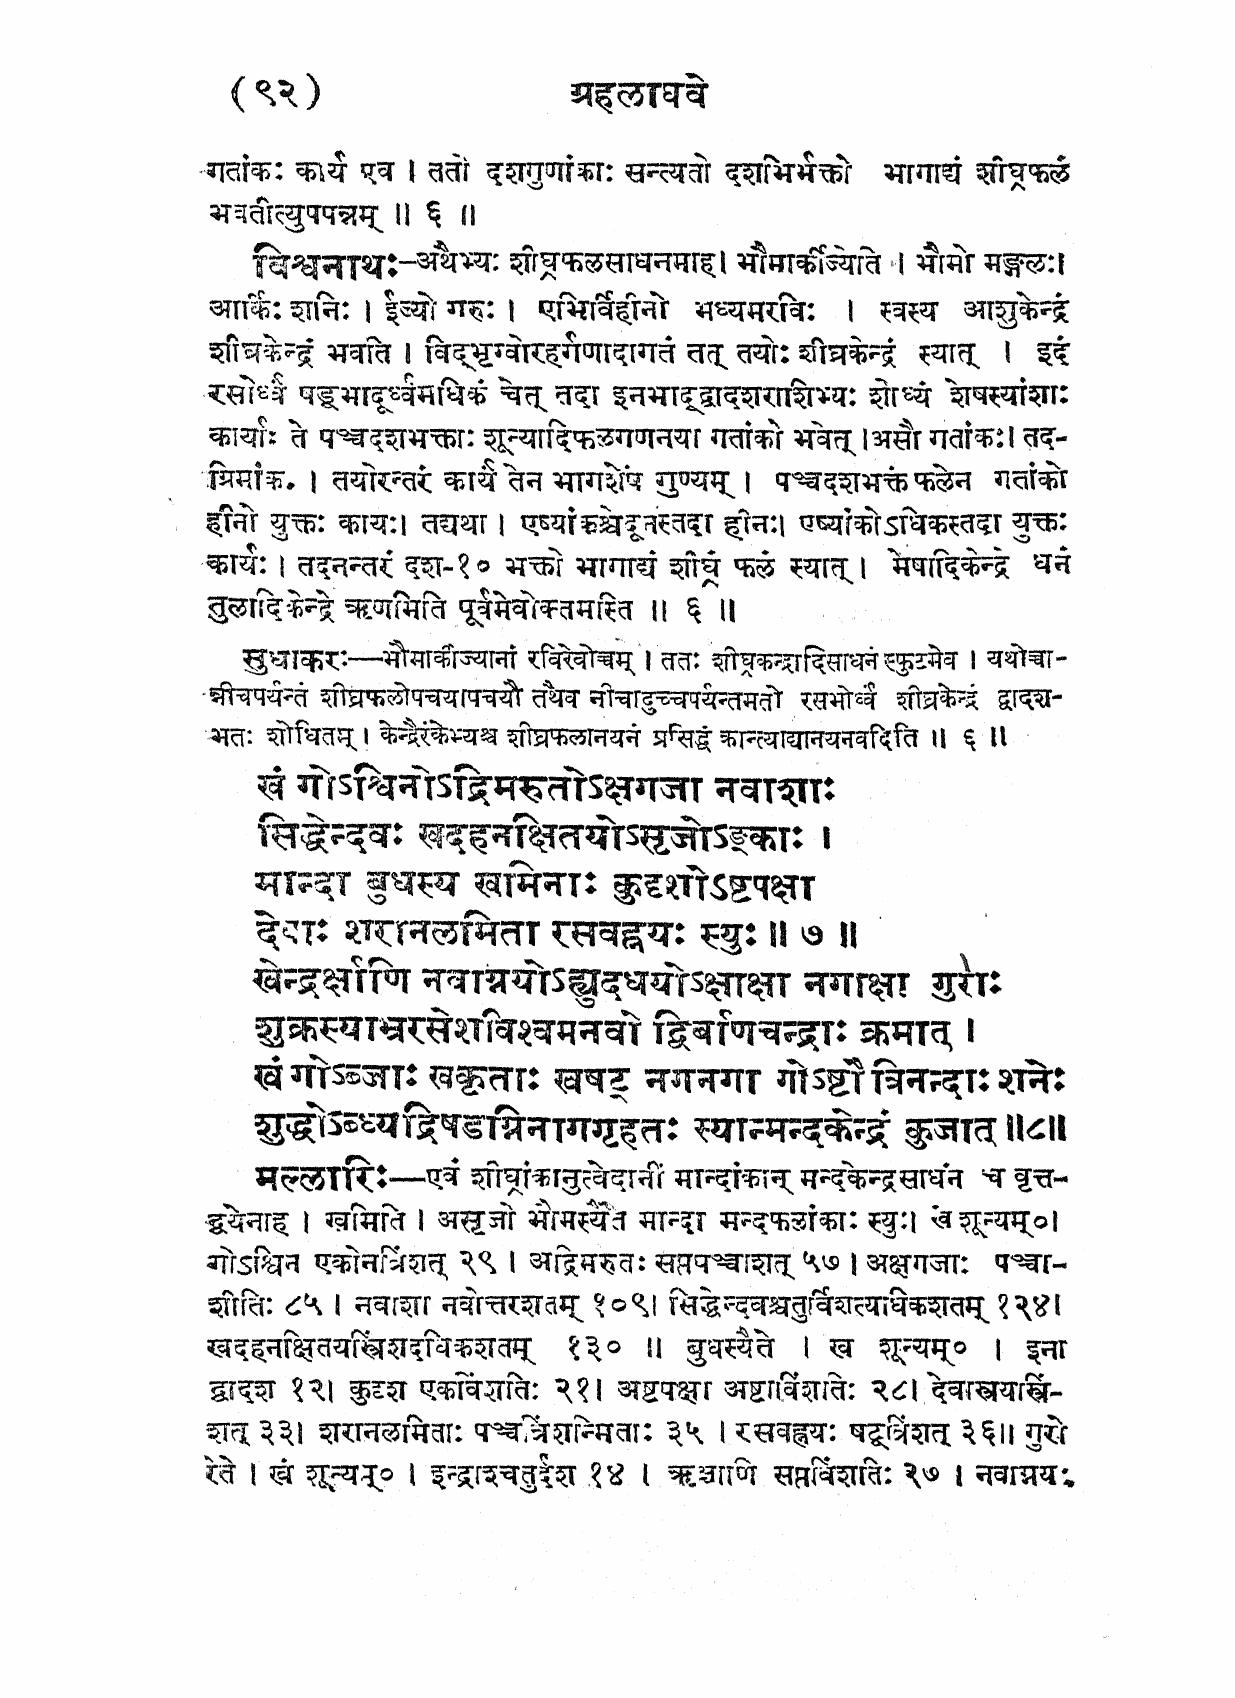 (९२) ग्रहलाघवे
गतांकः कार्य एव । ततो दशगुणांकाः सन्त्यतो दशभिर्भक्तो भागाद्यं शीघ्रफलं
भवतीत्युपपन्नम् ॥ ६ ॥
विश्वनाथः-अथैभ्यः शीघ्रफलसाधनमाह। भौमार्कीज्येति । भौमो मङ्गलः।
आर्किः शनिः । ईज्यो गरुः । एभिर्विहीनो मध्यमरविः । स्वस्य आशुकेन्द्रं
शीघ्रकेन्द्रं भवति । विद्भृग्वोरहर्गणादागतं तत् तयोः शीघ्रकेन्द्रं स्यात् । इदं
रसोर्ध्वं षड्भादूर्ध्वमधिकं चेत् तदा इनभाद्द्वादशराशिभ्यः शोध्यं शेषस्यांशाः
कार्याः ते पञ्चदशभक्ताः शून्यादिफलगणनया गतांको भवेत् ।असौ गतांकः। तद-
ग्रिमांक. । तयोरन्तरं कार्यं तेन भागशेषं गुण्यम् । पञ्चदशभक्तं फलेन गतांको
हीनो युक्तः कायः। तद्यथा । एष्यांकश्चेदूनस्तदा हीनः। एष्यांकोऽधिकस्तदा युक्तः
कार्यः । तदनन्तरं दश-१० भक्तो भागाद्यं शीघ्रं फलं स्यात् । मेषादिकेन्द्रे धनं
तुलादिकेन्द्रे ऋणमिति पूर्वमेवोक्तमस्ति ॥ ६ ॥
सुधाकरः—भौमार्कीज्यानां रविरेवोच्चम् । ततः शीघ्रकन्द्रादिसाधनं स्फुटमेव । यथोच्चा-
न्नीचपर्यन्तं शीघ्रफलोपचयापचयौ तथैव नीचादुच्चपर्यन्तमतो रसभोर्ध्वं शीघ्रकेन्द्रं द्वादश-
भतः शोधितम् । केन्द्रैरंकेभ्यश्च शीघ्रफलानयनं प्रसिद्धं क्रान्त्याद्यानयनवदिति ॥ ६ ॥
खं गोऽश्विनोऽद्रिमरुतोऽक्षगजा नवाशाः
सिद्धेन्दवः खदहनक्षितयोऽसृजोऽङ्काः ।
मान्दा बुधस्य खमिनाः कुदृशोऽष्टपक्षा
देवाः शरानलमिता रसवह्नयः स्युः ॥ ७ ॥
खेन्द्रर्क्षाणि नवाग्नयोऽह्युदधयोऽक्षाक्षा नगाक्षा गुरोः
शुक्रस्याभ्ररसेशविश्वमनवो द्विर्बाणचन्द्राः क्रमात् ।
खं गोऽब्जाः खकृताः खषट् नगनगा गोऽष्टौ त्रिनन्दाः शनेः
शुद्धोऽब्ध्यद्रिषडग्निनागगृहतः स्यान्मन्दकेन्द्रं कुजात् ॥८॥
मल्लारिः—एवं शीघ्रांकानुत्वेदानीं मान्दांकान् मन्दकेन्द्रसाधनं च वृत्त-
द्वयेनाह । खमिति । असृजो भौमस्यैते मान्दा मन्दफलांकाः स्युः। खं शून्यम्०।
गोऽश्विन एकोनत्रिंशत् २९ । अद्रिमरुतः सप्तपञ्चाशत् ५७ । अक्षगजाः पञ्चा-
शीतिः ८५ । नवाशा नवोत्तरशतम् १०९। सिद्धेन्दवश्चतुर्विंशत्यधिकशतम् १२४।
खदहनक्षितयस्त्रिंशदधिकशतम् १३० ॥ बुधस्यैते । ख शून्यम्० । इना
द्वादश १२। कुदृश एकविंशतिः २१। अष्टपक्षा अष्टाविंशतिः २८। देवास्त्रयस्त्रिं-
शत् ३३। शरानलमिताः पञ्चत्रिंशन्मिताः ३५ । रसवह्नयः षट्त्रिंशत् ३६॥ गुरो
रेते । खं शून्यम्० । इन्द्राश्चतुर्दश १४ । ऋक्षाणि सप्तविंशतिः २७ । नवाग्नयः